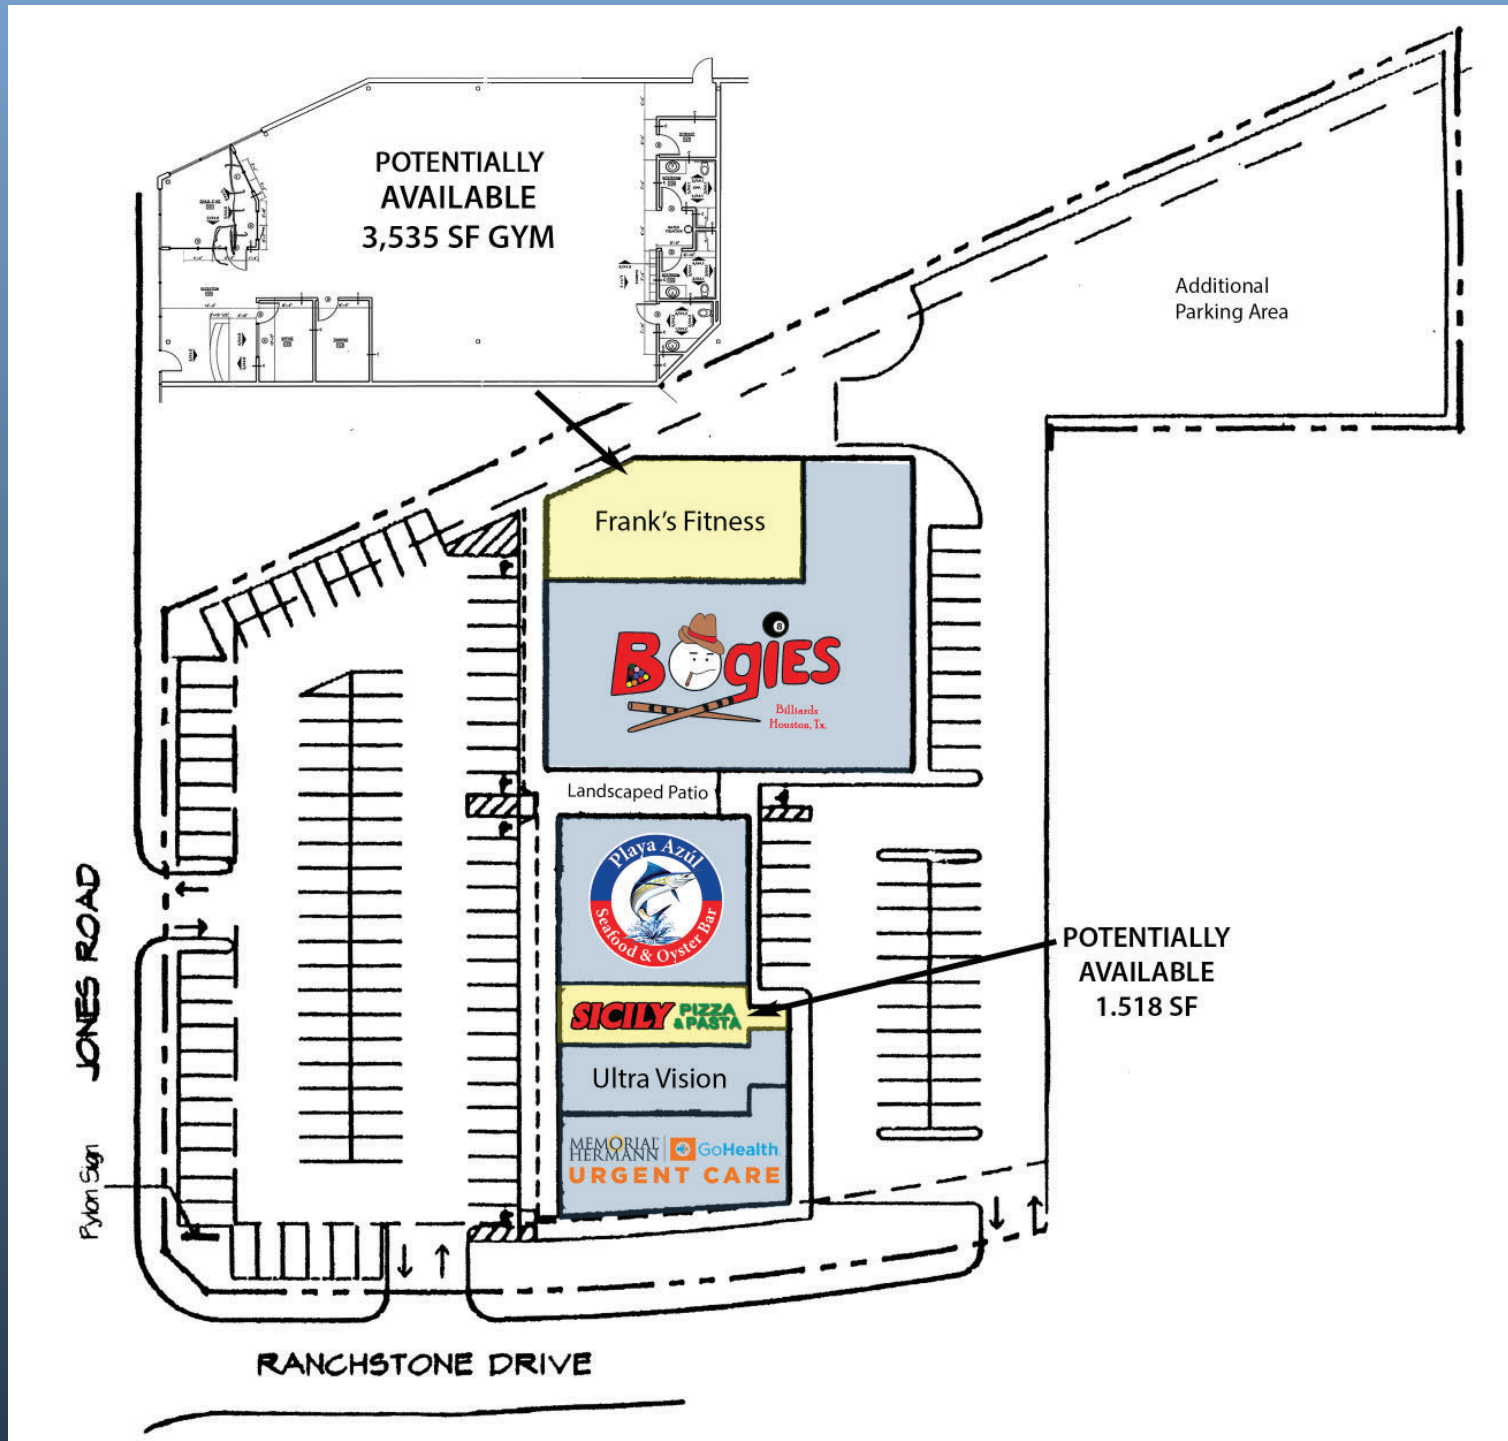 POTENTIALLY
AVAILABLE
3,535 SF GYM
Additional
Parking Area
Frank's Fitness
BOGIES
8
Billiards
Houston, Tx.
Landscaped Patio
Playa Azúl
Seafood & Oyster Bar
SICILY PIZZA
& PASTA
POTENTIALLY
AVAILABLE
1.518 SF
Ultra Vision
MEMORIAL
HERMANN
GoHealth
URGENT CARE
JONES ROAD
Pylon Sign
RANCHSTONE DRIVE